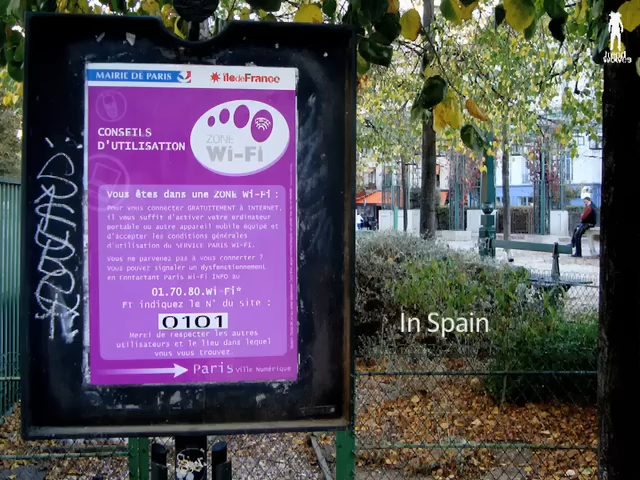 MAIRIE DE PARIS
îledeFrance
CONSEILS
D'UTILISATION
ZONE
Wi-Fi
Vous êtes dans une ZONE Wi-Fi :
Pour vous connecter GRATUITEMENT à INTERNET,
il vous suffit d'activer votre ordinateur
portable ou autre appareil mobile équipé et
d'accepter les conditions générales
d'utilisation du SERVICE PARIS WI-FI.
Vous ne parvenez pas à vous connecter ?
Vous pouvez signaler un dysfonctionnement
en contactant Paris Wi-Fi INFO au
01.70.80.Wi-Fi*
Et indiquez le N° du site :
0101
Merci de respecter les autres
utilisateurs et le lieu dans lequel
vous vous trouvez
Paris Ville Numérique
In Spain